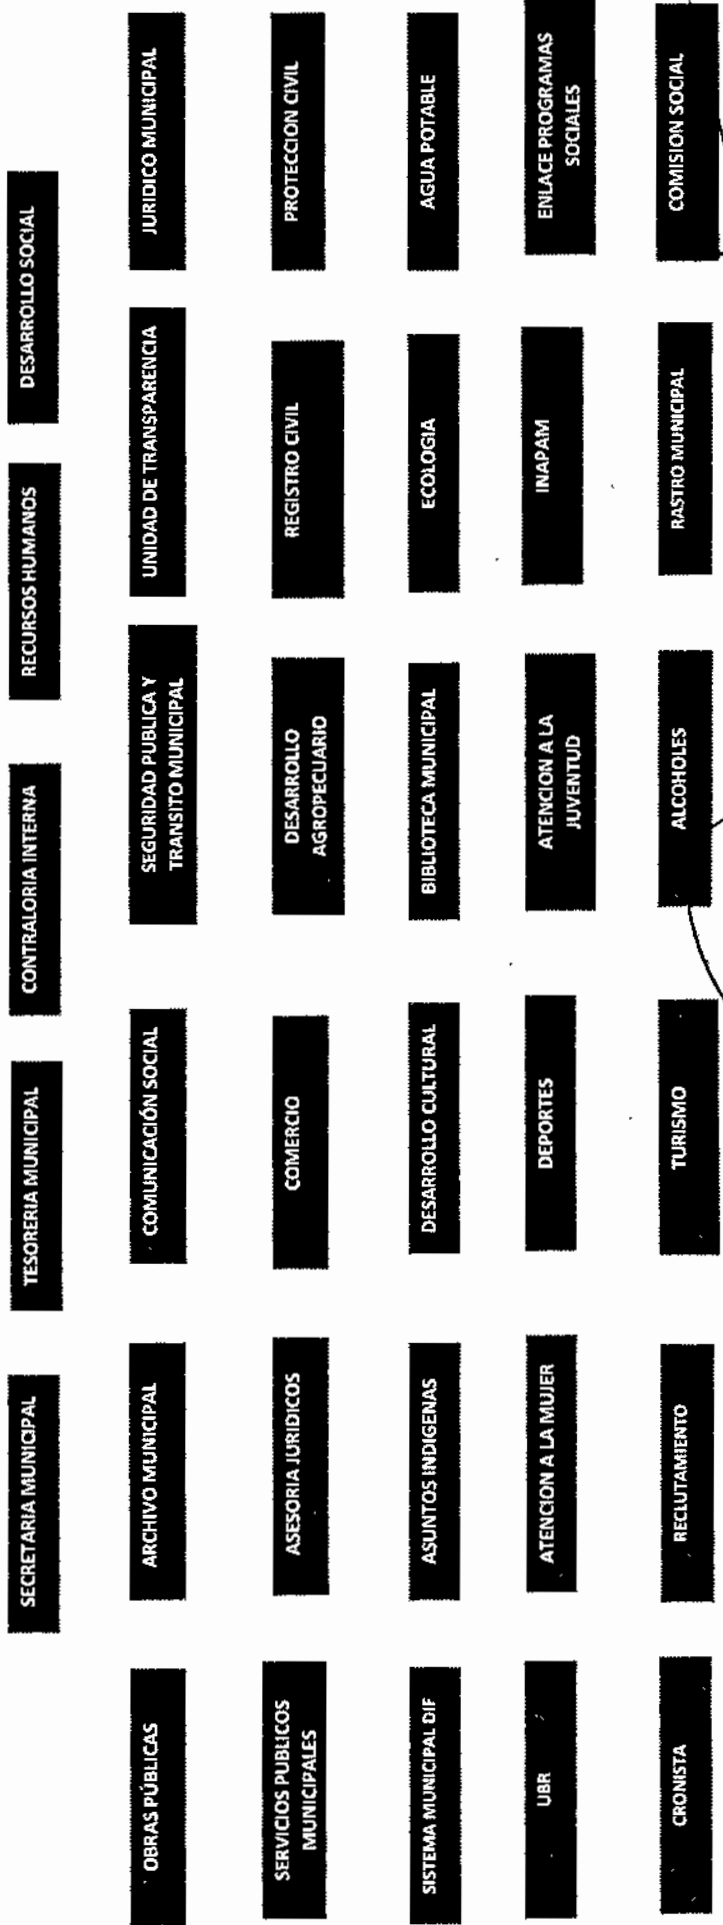 SECRETARIA MUNICIPAL
TESORERIA MUNICIPAL
CONTRALORIA INTERNA
RECURSOS HUMANOS
DESARROLLO SOCIAL
OBRAS PÚBLICAS
ARCHIVO MUNICIPAL
COMUNICACIÓN SOCIAL
SEGURIDAD PUBLICA Y
TRANSITO MUNICIPAL
UNIDAD DE TRANSPARENCIA
JURIDICO MUNICIPAL
SERVICIOS PUBLICOS
MUNICIPALES
ASESORIA JURIDICOS
COMERCIO
DESARROLLO
AGROPECUARIO
REGISTRO CIVIL
PROTECCION CIVIL
SISTEMA MUNICIPAL DIF
ASUNTOS INDIGENAS
DESARROLLO CULTURAL
BIBLIOTECA MUNICIPAL
ECOLOGIA
AGUA POTABLE
UBR
ATENCION A LA MUJER
DEPORTES
ATENCION A LA
JUVENTUD
INAPAM
ENLACE PROGRAMAS
SOCIALES
CRONISTA
RECLUTAMIENTO
TURISMO
ALCOHOLES
RASTRO MUNICIPAL
COMISION SOCIAL